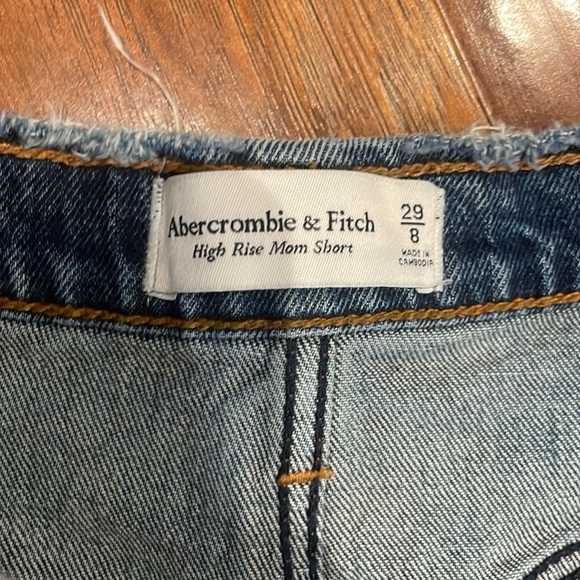 Abercrombie & Fitch
High Rise Mom Short
29
8
MADE IN
CAMBODIA